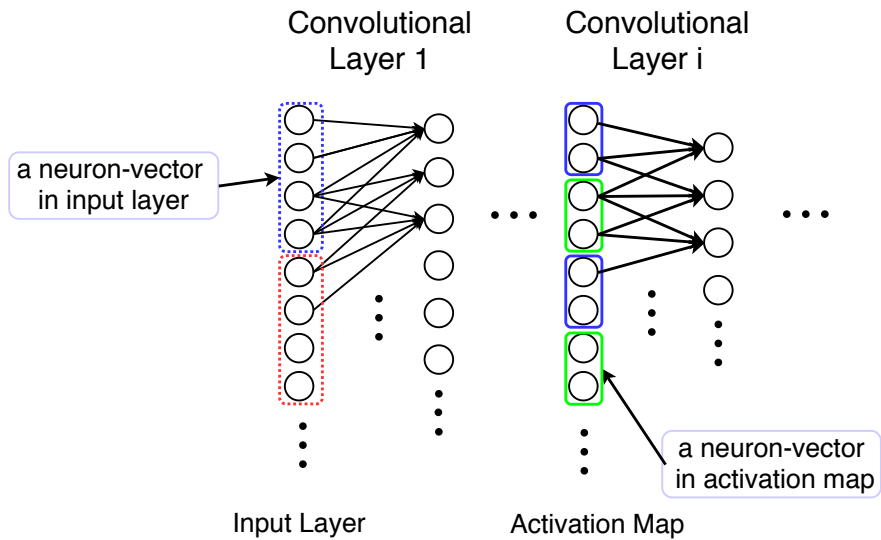 Convolutional
Layer 1
Convolutional
Layer i
a neuron-vector
in input layer
a neuron-vector
in activation map
Input Layer
Activation Map